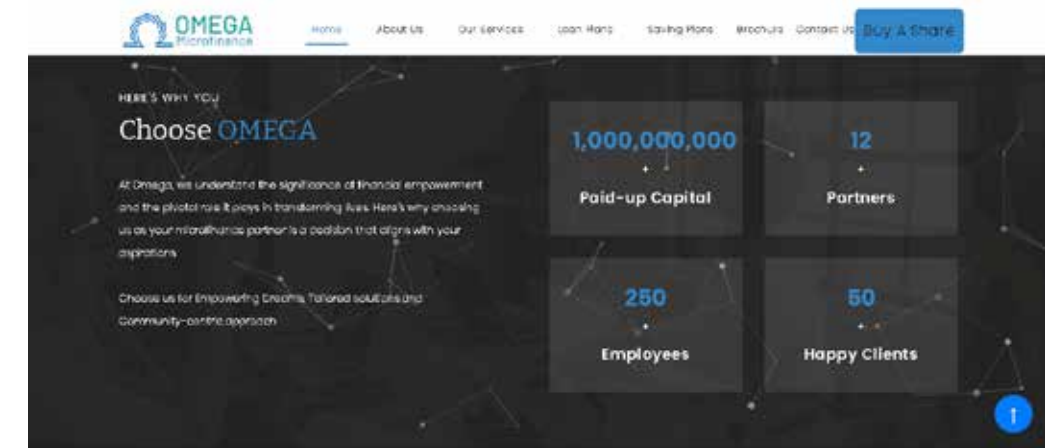 OMEGA
Microfinance
Home About Us Our Services Loan Plans Saving Plans Brochure Contact Us Buy A Share
HERE'S WHY YOU
Choose OMEGA
At Omega, we understand the significance of financial empowerment
and the pivotal role it plays in transforming lives. Here's why choosing
us as your microfinance partner is a decision that aligns with your
aspirations
Choose us for Empowering Dreams, Tailored solutions and
Community-centric approach
1,000,000,000
+
Paid-up Capital
12
+
Partners
250
+
Employees
50
+
Happy Clients